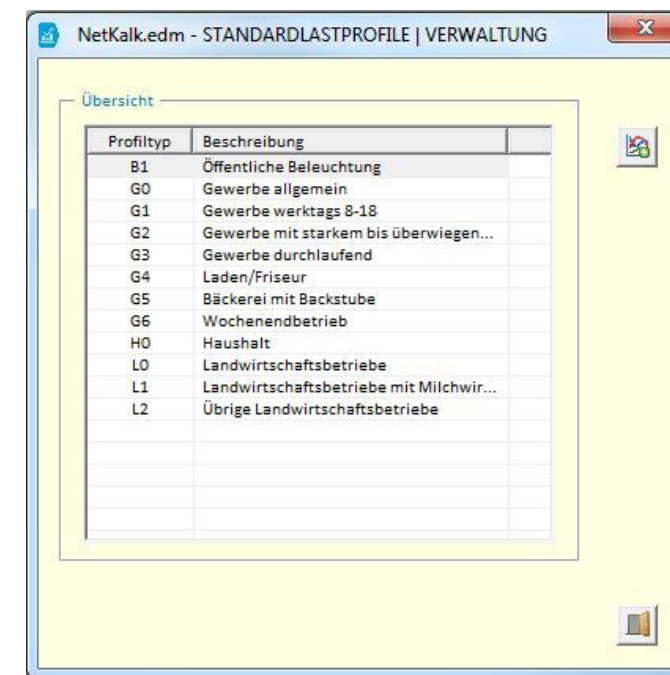 NetKalk.edm - STANDARDLASTPROFILE | VERWALTUNG
Übersicht
Profiltyp Beschreibung
B1 Öffentliche Beleuchtung
G0 Gewerbe allgemein
G1 Gewerbe werktags 8-18
G2 Gewerbe mit starkem bis überwiegen...
G3 Gewerbe durchlaufend
G4 Laden/Friseur
G5 Bäckerei mit Backstube
G6 Wochenendbetrieb
H0 Haushalt
L0 Landwirtschaftsbetriebe
L1 Landwirtschaftsbetriebe mit Milchwir...
L2 Übrige Landwirtschaftsbetriebe